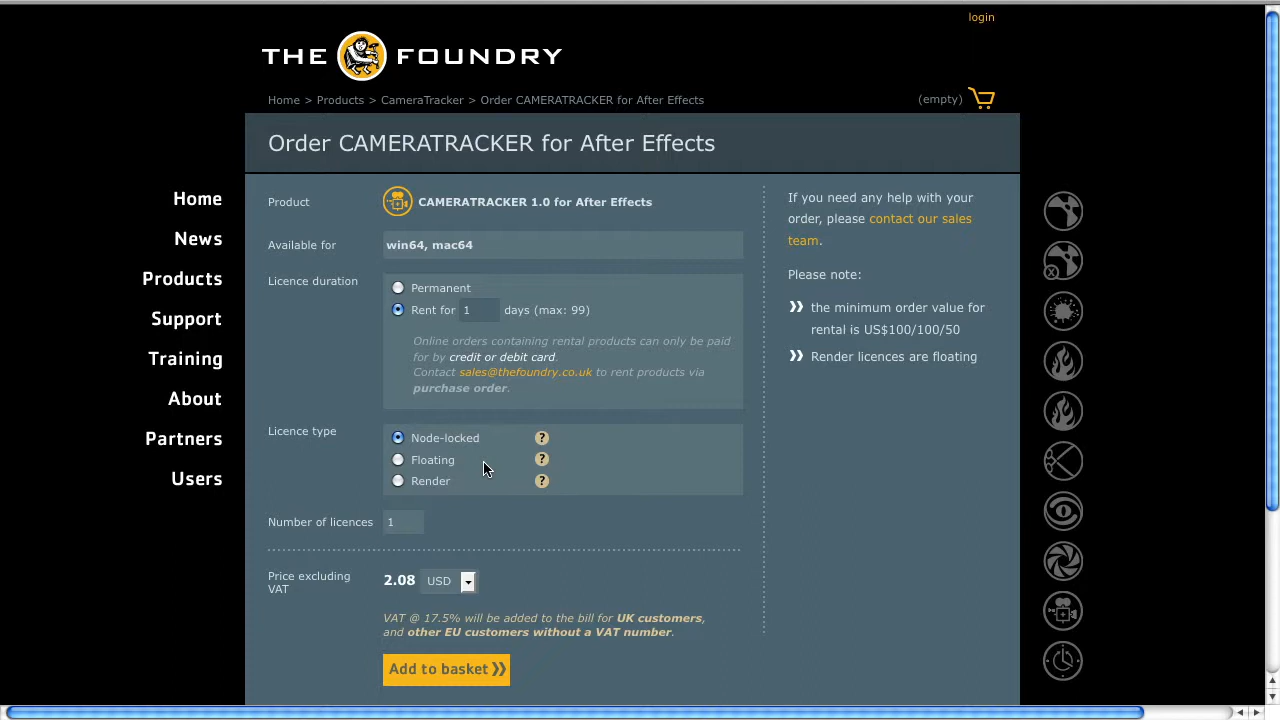 login
THE FOUNDRY
Home > Products > CameraTracker > Order CAMERATRACKER for After Effects
(empty)
Order CAMERATRACKER for After Effects
Home
News
Products
Support
Training
About
Partners
Users
Product
CAMERATRACKER 1.0 for After Effects
Available for
win64, mac64
Licence duration
Permanent
Rent for 1 days (max: 99)
Online orders containing rental products can only be paid
for by credit or debit card.
Contact sales@thefoundry.co.uk to rent products via
purchase order.
Licence type
Node-locked ?
Floating ?
Render ?
Number of licences 1
Price excluding
VAT
2.08 USD
VAT @ 17.5% will be added to the bill for UK customers,
and other EU customers without a VAT number.
Add to basket
If you need any help with your
order, please contact our sales
team.
Please note:
the minimum order value for
rental is US$100/100/50
Render licences are floating